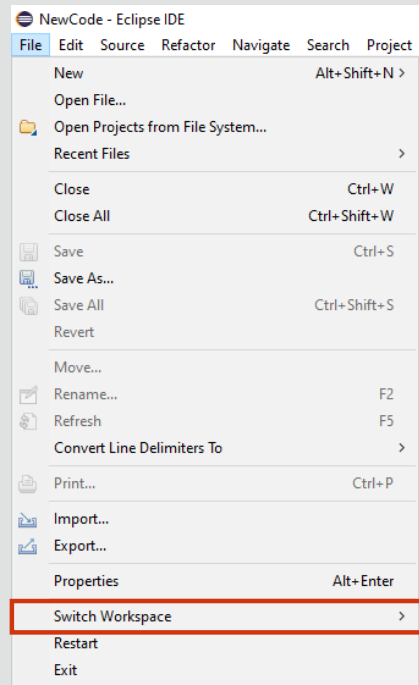 NewCode - Eclipse IDE
File Edit Source Refactor Navigate Search Project
New Alt+Shift+N >
Open File...
Open Projects from File System...
Recent Files >
Close Ctrl+W
Close All Ctrl+Shift+W
Save Ctrl+S
Save As...
Save All Ctrl+Shift+S
Revert
Move...
Rename... F2
Refresh F5
Convert Line Delimiters To >
Print... Ctrl+P
Import...
Export...
Properties Alt+Enter
Switch Workspace >
Restart
Exit